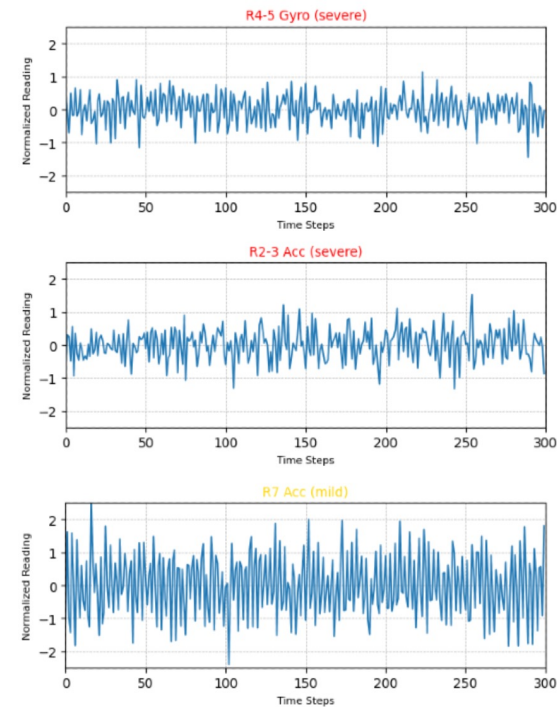 R4-5 Gyro (severe)
2
1
0
−1
−2
Normalized Reading
0 50 100 150 200 250 300
Time Steps
R2-3 Acc (severe)
2
1
0
−1
−2
Normalized Reading
0 50 100 150 200 250 300
Time Steps
R7 Acc (mild)
2
1
0
−1
−2
Normalized Reading
0 50 100 150 200 250 300
Time Steps